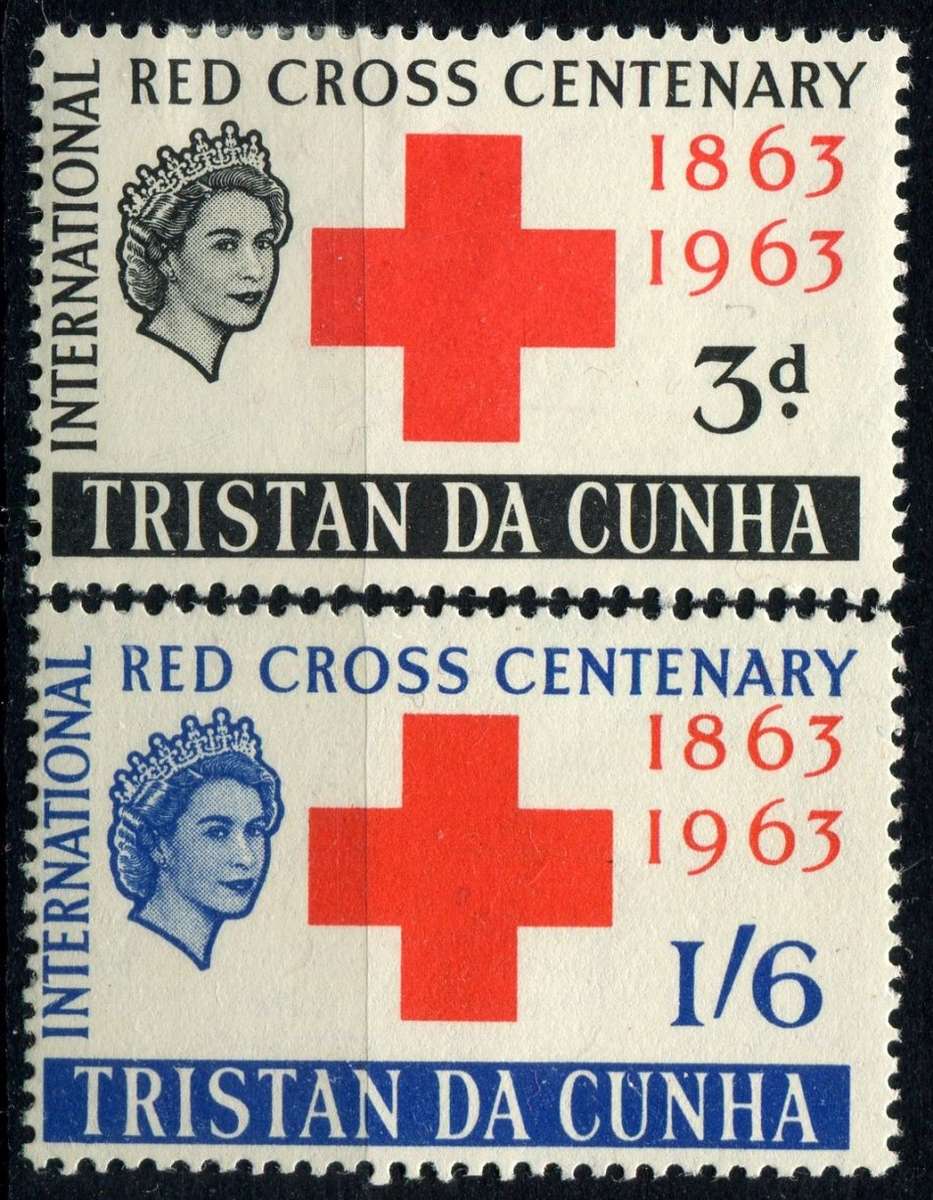 INTERNATIONAL
RED CROSS CENTENARY
1863
1963
3d.
TRISTAN DA CUNHA
INTERNATIONAL
RED CROSS CENTENARY
1863
1963
1/6
TRISTAN DA CUNHA